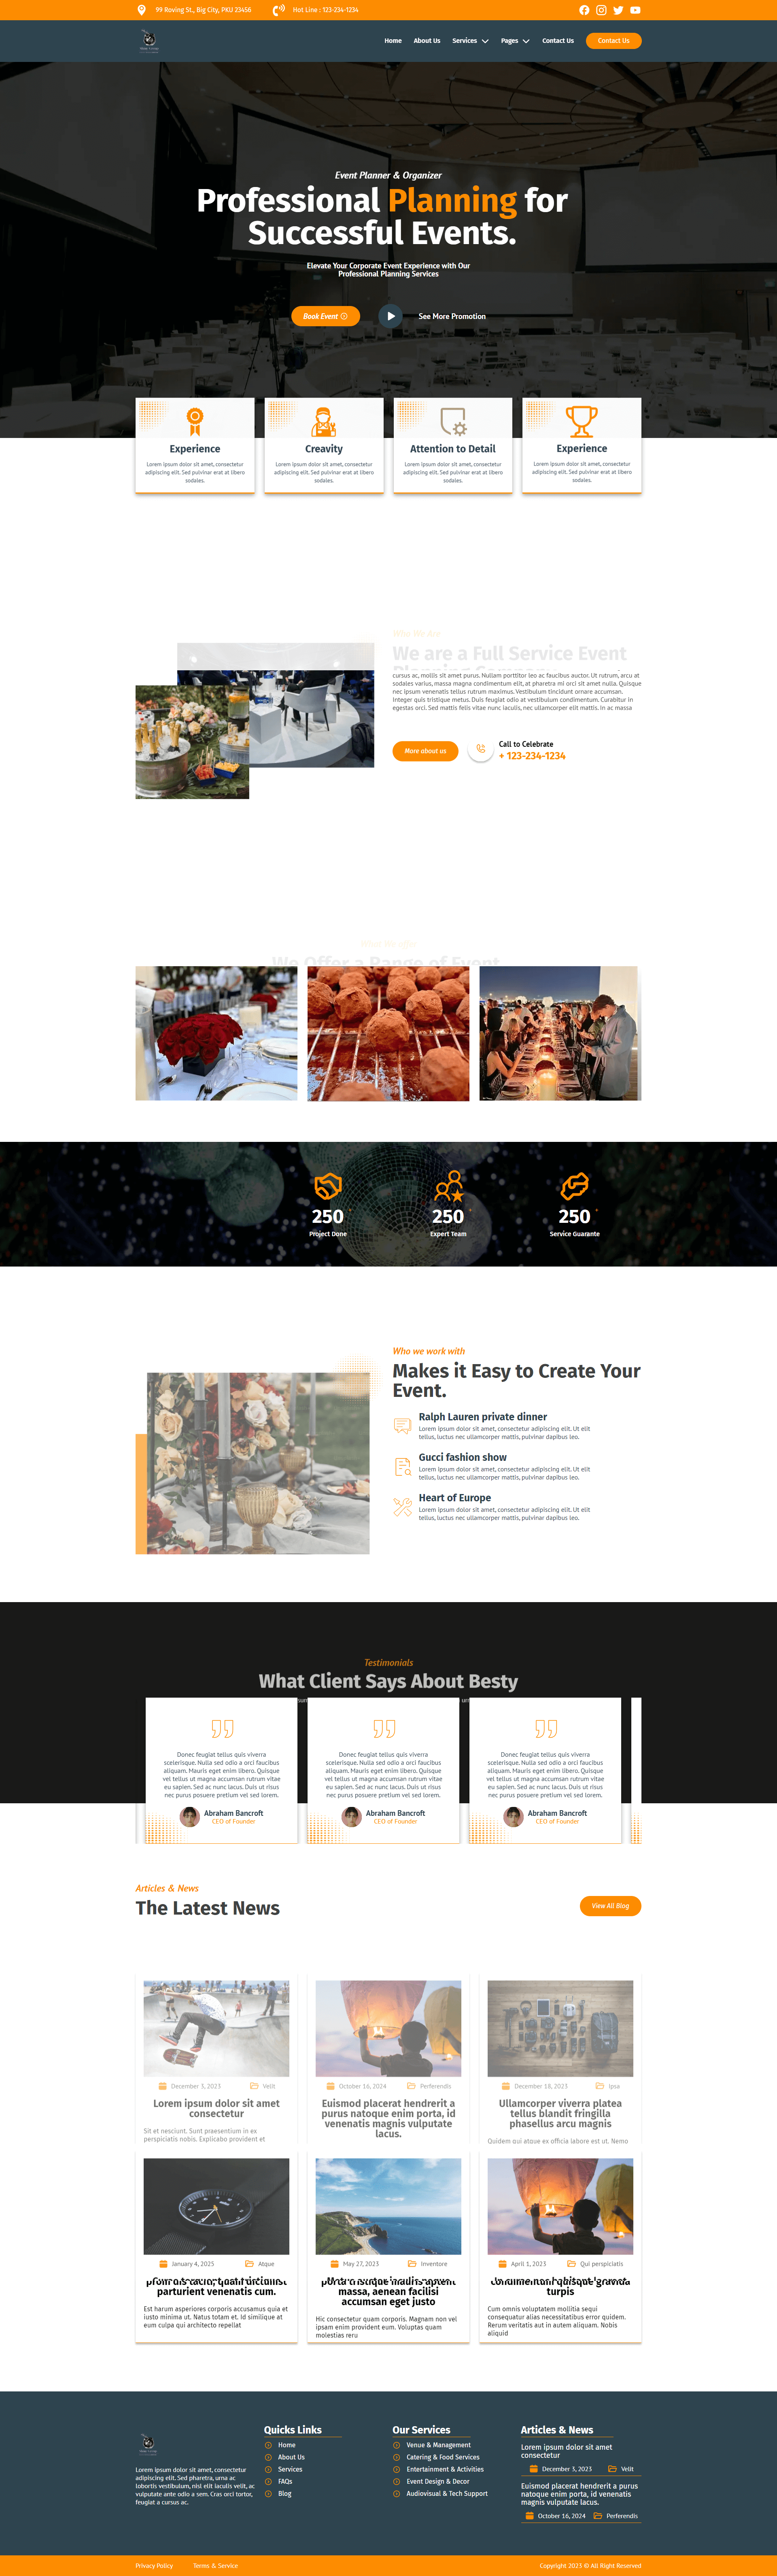 99 Roving St., Big City, PKU 23456
Hot Line : 123-234-1234
Home About Us Services Pages Contact Us Contact Us
Event Planner & Organizer
Professional Planning for
Successful Events.
Elevate Your Corporate Event Experience with Our
Professional Planning Services
Book Event
See More Promotion
Experience
Lorem ipsum dolor sit amet, consectetur
adipiscing elit. Sed pulvinar erat at libero
sodales.
Creavity
Lorem ipsum dolor sit amet, consectetur
adipiscing elit. Sed pulvinar erat at libero
sodales.
Attention to Detail
Lorem ipsum dolor sit amet, consectetur
adipiscing elit. Sed pulvinar erat at libero
sodales.
Experience
Lorem ipsum dolor sit amet, consectetur
adipiscing elit. Sed pulvinar erat at libero
sodales.
Who We Are
We are a Full Service Event
Planning Company
cursus ac, mollis sit amet purus. Nullam porttitor leo ac faucibus auctor. Ut rutrum, arcu at
sodales varius, massa magna condimentum elit, at pharetra mi orci sit amet nulla. Quisque
nec ipsum venenatis tellus rutrum maximus. Vestibulum tincidunt ornare accumsan.
Integer quis tristique metus. Duis feugiat odio at vestibulum condimentum. Curabitur in
egestas orci. Sed mattis felis vitae nunc iaculis, nec ullamcorper elit mattis. In ac massa
More about us
Call to Celebrate
+ 123-234-1234
What We offer
We Offer a Range of Event
250 +
Project Done
250 +
Expert Team
250 +
Service Guarante
Who we work with
Makes it Easy to Create Your
Event.
Ralph Lauren private dinner
Lorem ipsum dolor sit amet, consectetur adipiscing elit. Ut elit
tellus, luctus nec ullamcorper mattis, pulvinar dapibus leo.
Gucci fashion show
Lorem ipsum dolor sit amet, consectetur adipiscing elit. Ut elit
tellus, luctus nec ullamcorper mattis, pulvinar dapibus leo.
Heart of Europe
Lorem ipsum dolor sit amet, consectetur adipiscing elit. Ut elit
tellus, luctus nec ullamcorper mattis, pulvinar dapibus leo.
Testimonials
What Client Says About Besty
Donec feugiat tellus quis viverra
scelerisque. Nulla sed odio a orci faucibus
aliquam. Mauris eget enim libero. Quisque
vel tellus ut magna accumsan rutrum vitae
eu sapien. Sed ac nunc lacus. Duis ut risus
nec purus posuere pretium vel sed lorem.
Abraham Bancroft
CEO of Founder
Donec feugiat tellus quis viverra
scelerisque. Nulla sed odio a orci faucibus
aliquam. Mauris eget enim libero. Quisque
vel tellus ut magna accumsan rutrum vitae
eu sapien. Sed ac nunc lacus. Duis ut risus
nec purus posuere pretium vel sed lorem.
Abraham Bancroft
CEO of Founder
Donec feugiat tellus quis viverra
scelerisque. Nulla sed odio a orci faucibus
aliquam. Mauris eget enim libero. Quisque
vel tellus ut magna accumsan rutrum vitae
eu sapien. Sed ac nunc lacus. Duis ut risus
nec purus posuere pretium vel sed lorem.
Abraham Bancroft
CEO of Founder
Articles & News
The Latest News
View All Blog
December 3, 2023 Velit
Lorem ipsum dolor sit amet
consectetur
Sit et nesciunt. Sunt praesentium in ex
perspiciatis nobis. Explicabo provident et
October 16, 2024 Perferendis
Euismod placerat hendrerit a
purus natoque enim porta, id
venenatis magnis vulputate
lacus.
December 18, 2023 Ipsa
Ullamcorper viverra platea
tellus blandit fringilla
phasellus arcu magnis
Quidem qui atque ex officia labore est ut. Nemo
January 4, 2025 Atque
parturient venenatis cum.
Est harum asperiores corporis accusamus quia et
iusto minima ut. Natus totam et. Id similique at
eum culpa qui architecto repellat
May 27, 2023 Inventore
massa, aenean facilisi
accumsan eget justo
Hic consectetur quam corporis. Magnam non vel
ipsam enim provident eum. Voluptas quam
molestias reru
April 1, 2023 Qui perspiciatis
turpis
Cum omnis voluptatem mollitia sequi
consequatur alias necessitatibus error quidem.
Rerum veritatis aut in autem aliquam. Nobis
aliquid
Lorem ipsum dolor sit amet, consectetur
adipiscing elit. Sed pharetra, urna ac
lobortis vestibulum, nisl elit iaculis velit, ac
vulputate ante odio a sem. Cras orci tortor,
feugiat a cursus ac.
Quicks Links
Home
About Us
Services
FAQs
Blog
Our Services
Venue & Management
Catering & Food Services
Entertainment & Activities
Event Design & Decor
Audiovisual & Tech Support
Articles & News
Lorem ipsum dolor sit amet
consectetur
December 3, 2023 Velit
Euismod placerat hendrerit a purus
natoque enim porta, id venenatis
magnis vulputate lacus.
October 16, 2024 Perferendis
Privacy Policy Terms & Service
Copyright 2023 © All Right Reserved